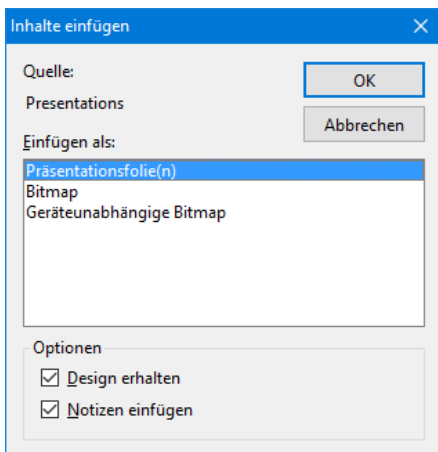 Inhalte einfügen
Quelle:
OK
Presentations
Abbrechen
Einfügen als:
Präsentationsfolie(n)
Bitmap
Geräteunabhängige Bitmap
Optionen
Design erhalten
Notizen einfügen